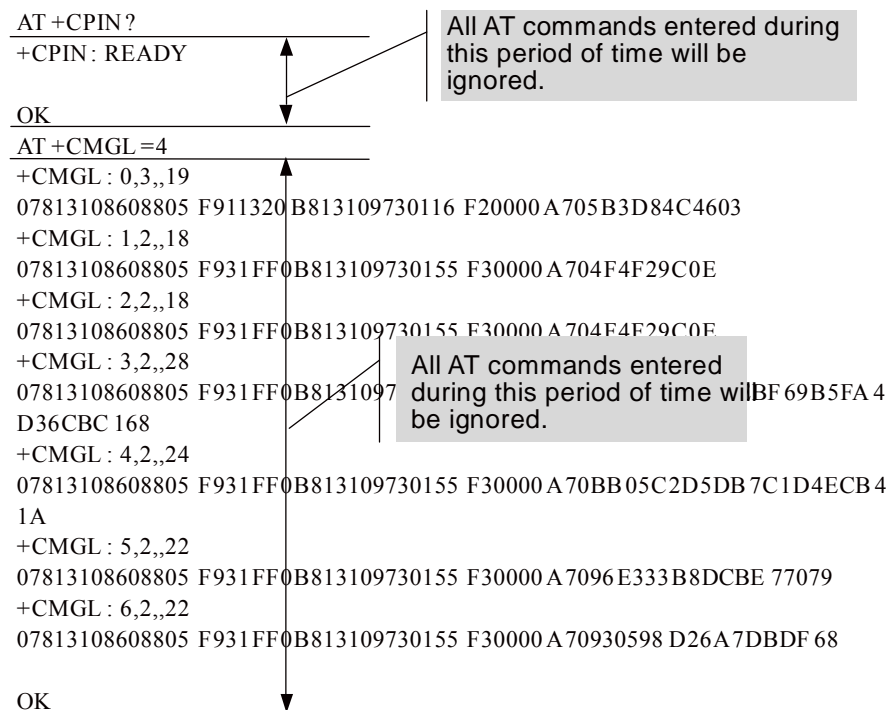 AT+CPIN?
+CPIN: READY
All AT commands entered during
this period of time will be
ignored.
OK
AT+CMGL=4
+CMGL: 0,3,,19
07813108608805 F911320B813109730116 F20000A705B3D84C4603
+CMGL: 1,2,,18
07813108608805 F931FF0B813109730155 F30000A704F4F29C0E
+CMGL: 2,2,,18
07813108608805 F931FF0B813109730155 F30000A704F4F29C0E
+CMGL: 3,2,,28
07813108608805 F931FF0B8131097 BF69B5FA4
D36CBC168
All AT commands entered
during this period of time will
be ignored.
+CMGL: 4,2,,24
07813108608805 F931FF0B813109730155 F30000A70BB05C2D5DB7C1D4ECB4
1A
+CMGL: 5,2,,22
07813108608805 F931FF0B813109730155 F30000A7096E333B8DCBE77079
+CMGL: 6,2,,22
07813108608805 F931FF0B813109730155 F30000A70930598D26A7DBDF68
OK